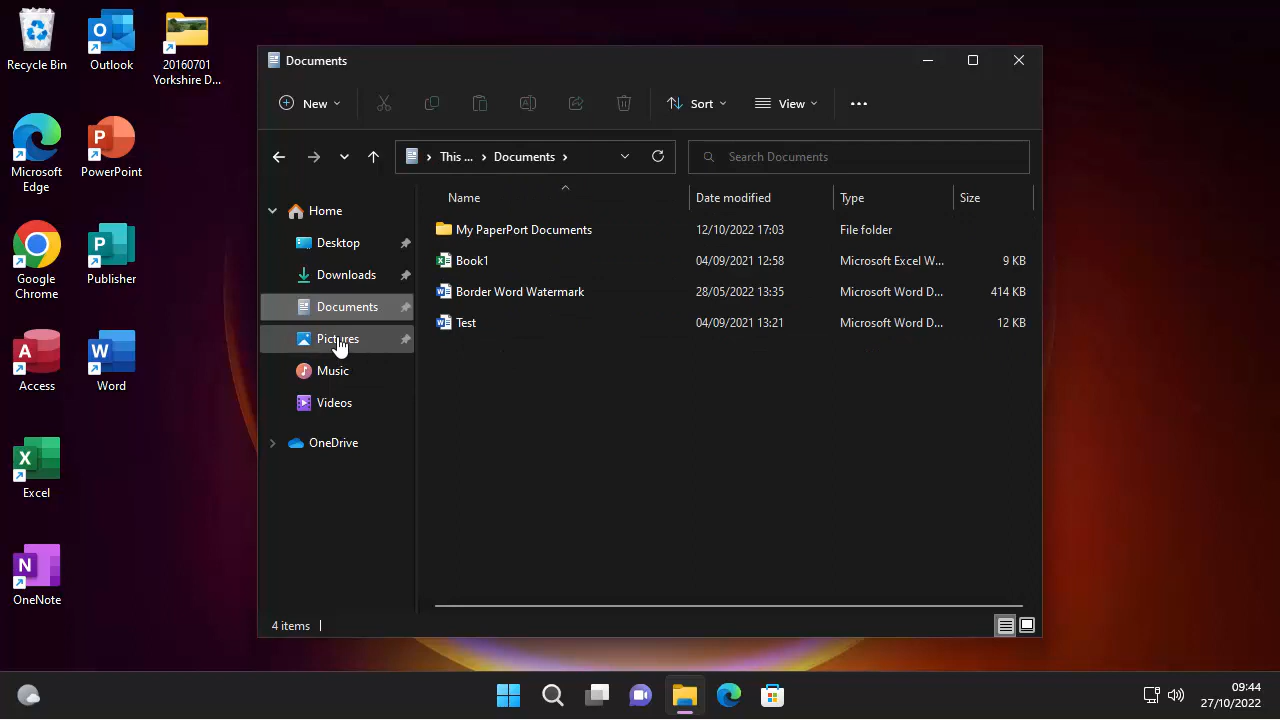 Recycle Bin
Outlook
20160701
Yorkshire D...
Microsoft
Edge
PowerPoint
Google
Chrome
Publisher
Access
Word
Excel
OneNote
Documents
New
Sort
View
This ...
Documents
Search Documents
Home
Desktop
Downloads
Documents
Pictures
Music
Videos
OneDrive
Name Date modified Type Size
My PaperPort Documents 12/10/2022 17:03 File folder
Book1 04/09/2021 12:58 Microsoft Excel W... 9 KB
Border Word Watermark 28/05/2022 13:35 Microsoft Word D... 414 KB
Test 04/09/2021 13:21 Microsoft Word D... 12 KB
4 items
09:44
27/10/2022